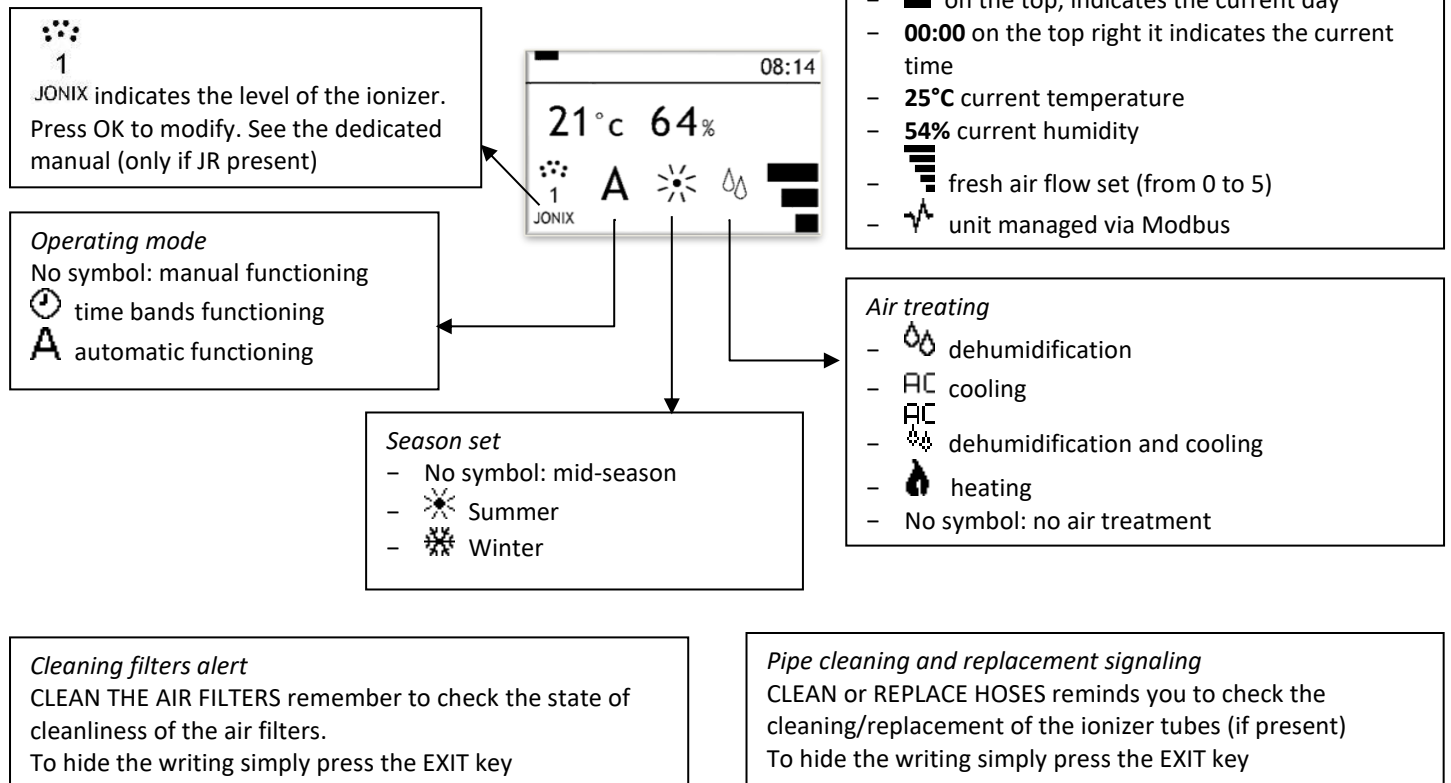 1
JONIX indicates the level of the ionizer.
Press OK to modify. See the dedicated
manual (only if JR present)
Operating mode
No symbol: manual functioning
time bands functioning
A automatic functioning
08:14
21°c 64%
1
JONIX
A
– on the top, indicates the current day
– 00:00 on the top right it indicates the current
time
– 25°C current temperature
– 54% current humidity
– fresh air flow set (from 0 to 5)
– unit managed via Modbus
Air treating
– dehumidification
– AC cooling
AC
– dehumidification and cooling
– heating
– No symbol: no air treatment
Season set
– No symbol: mid-season
– Summer
– Winter
Cleaning filters alert
CLEAN THE AIR FILTERS remember to check the state of
cleanliness of the air filters.
To hide the writing simply press the EXIT key
Pipe cleaning and replacement signaling
CLEAN or REPLACE HOSES reminds you to check the
cleaning/replacement of the ionizer tubes (if present)
To hide the writing simply press the EXIT key